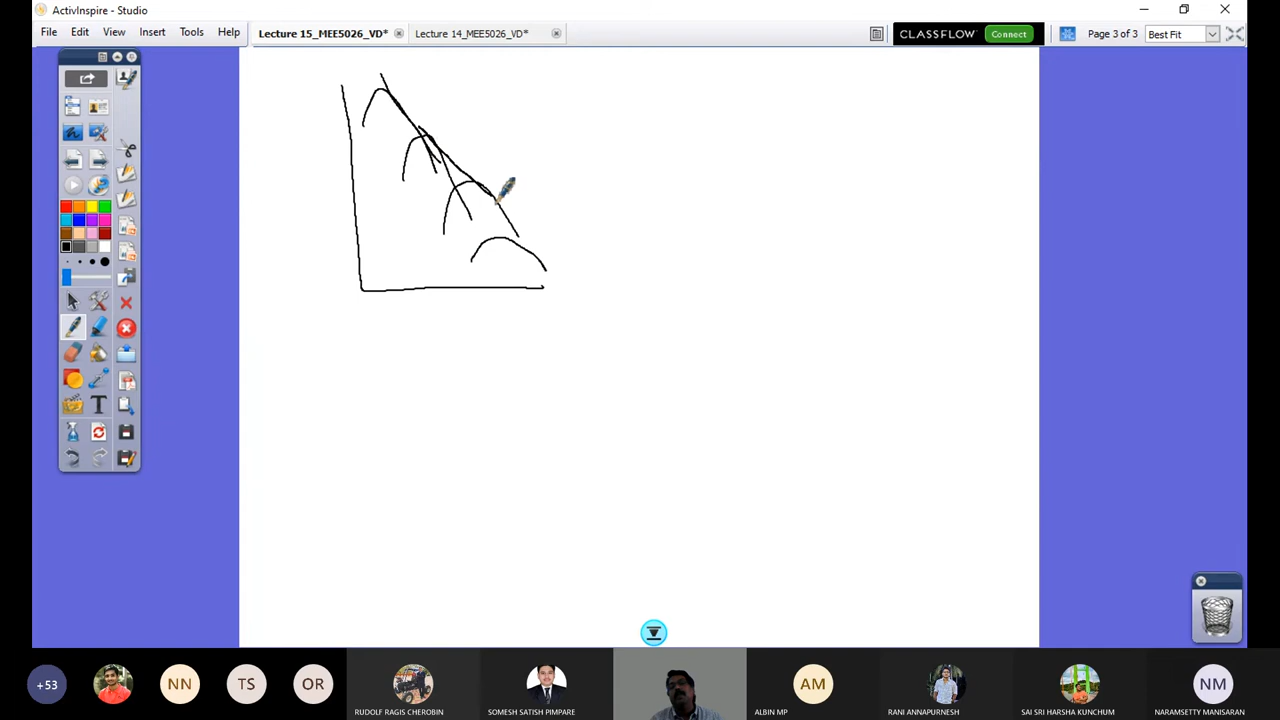 ActivInspire - Studio
File Edit View Insert Tools Help
Lecture 15_MEE5026_VD*
Lecture 14_MEE5026_VD*
CLASSFLOW Connect
Page 3 of 3
Best Fit
T
+53
NN
TS
OR
RUDOLF RAGIS CHEROBIN
SOMESH SATISH PIMPARE
AM
ALBIN MP
RANI ANNAPURNESH
SAI SRI HARSHA KUNCHUM
NM
NARAMSETTY MANISARAN